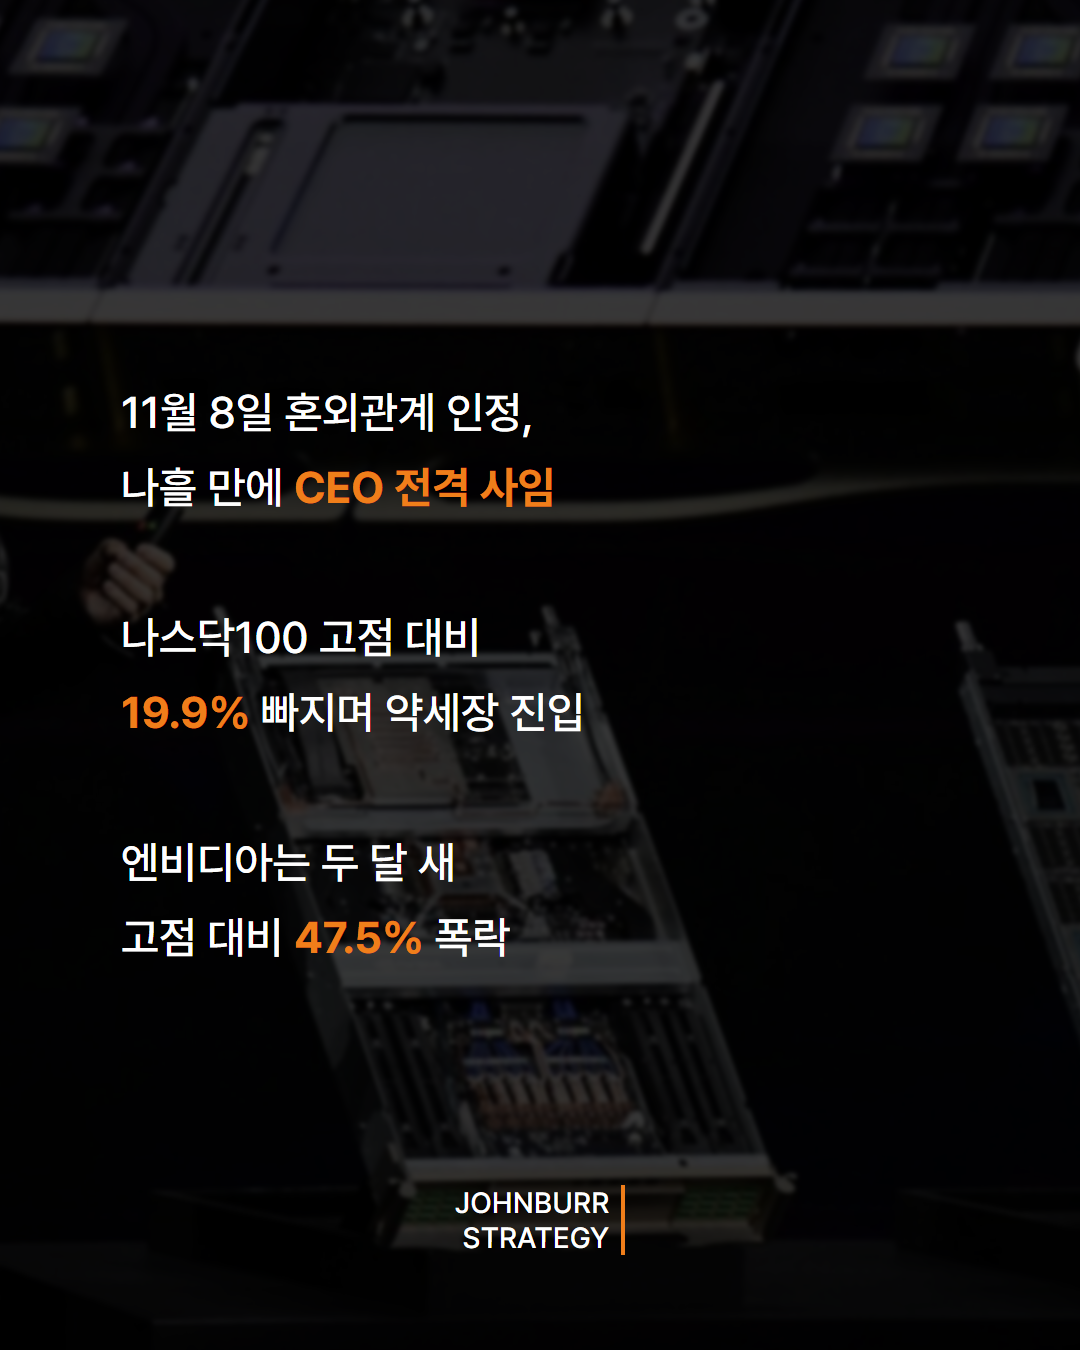 11월 8일 혼외관계 인정,
나흘 만에 CEO 전격 사임
나스닥100 고점 대비
19.9% 빠지며 약세장 진입
엔비디아는 두 달 새
고점 대비 47.5% 폭락
JOHNBURR
STRATEGY